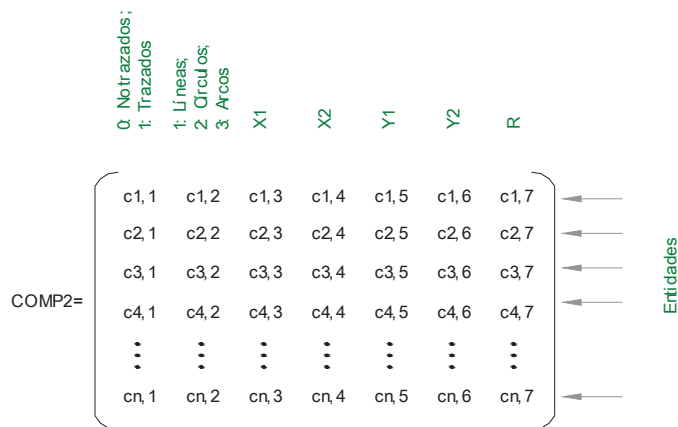 0: No trazados;
1: Trazados
1: Líneas;
2: Círculos;
3: Arcos
X1
X2
Y1
Y2
R
c1, 1 c1, 2 c1, 3 c1, 4 c1, 5 c1, 6 c1, 7
c2, 1 c2, 2 c2, 3 c2, 4 c2, 5 c2, 6 c2, 7
c3, 1 c3, 2 c3, 3 c3, 4 c3, 5 c3, 6 c3, 7
COMP2=
c4, 1 c4, 2 c4, 3 c4, 4 c4, 5 c4, 6 c4, 7
cn, 1 cn, 2 cn, 3 cn, 4 cn, 5 cn, 6 cn, 7
Entidades